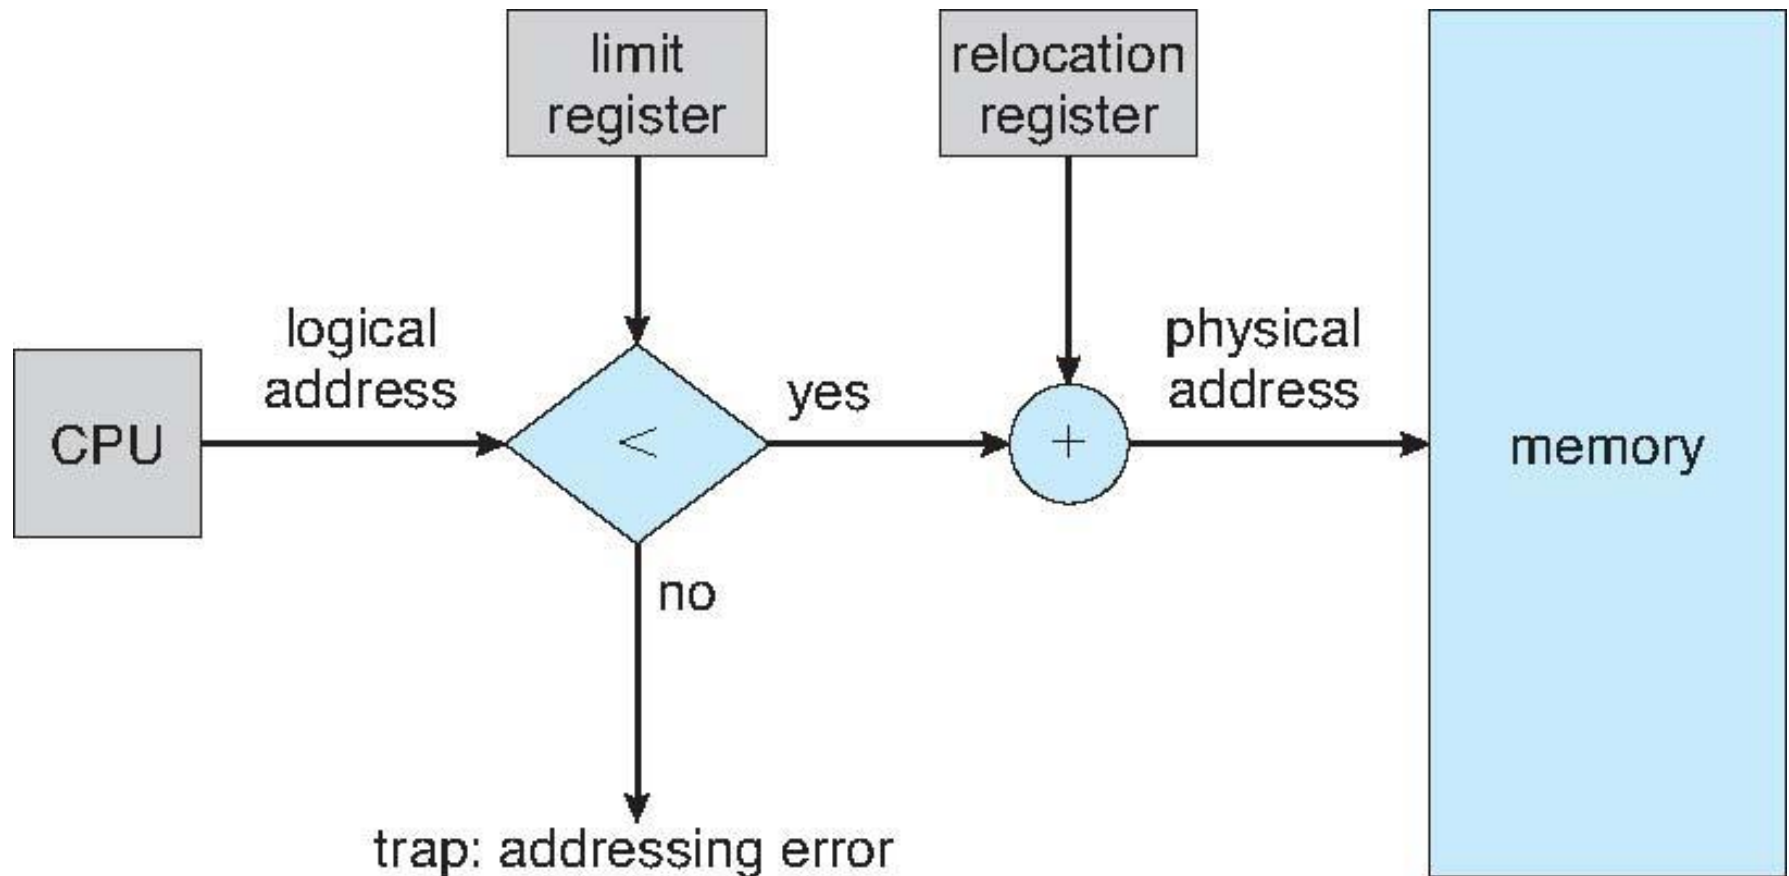 limit
register
relocation
register
logical
address
physical
address
CPU
<
yes
+
memory
no
trap: addressing error